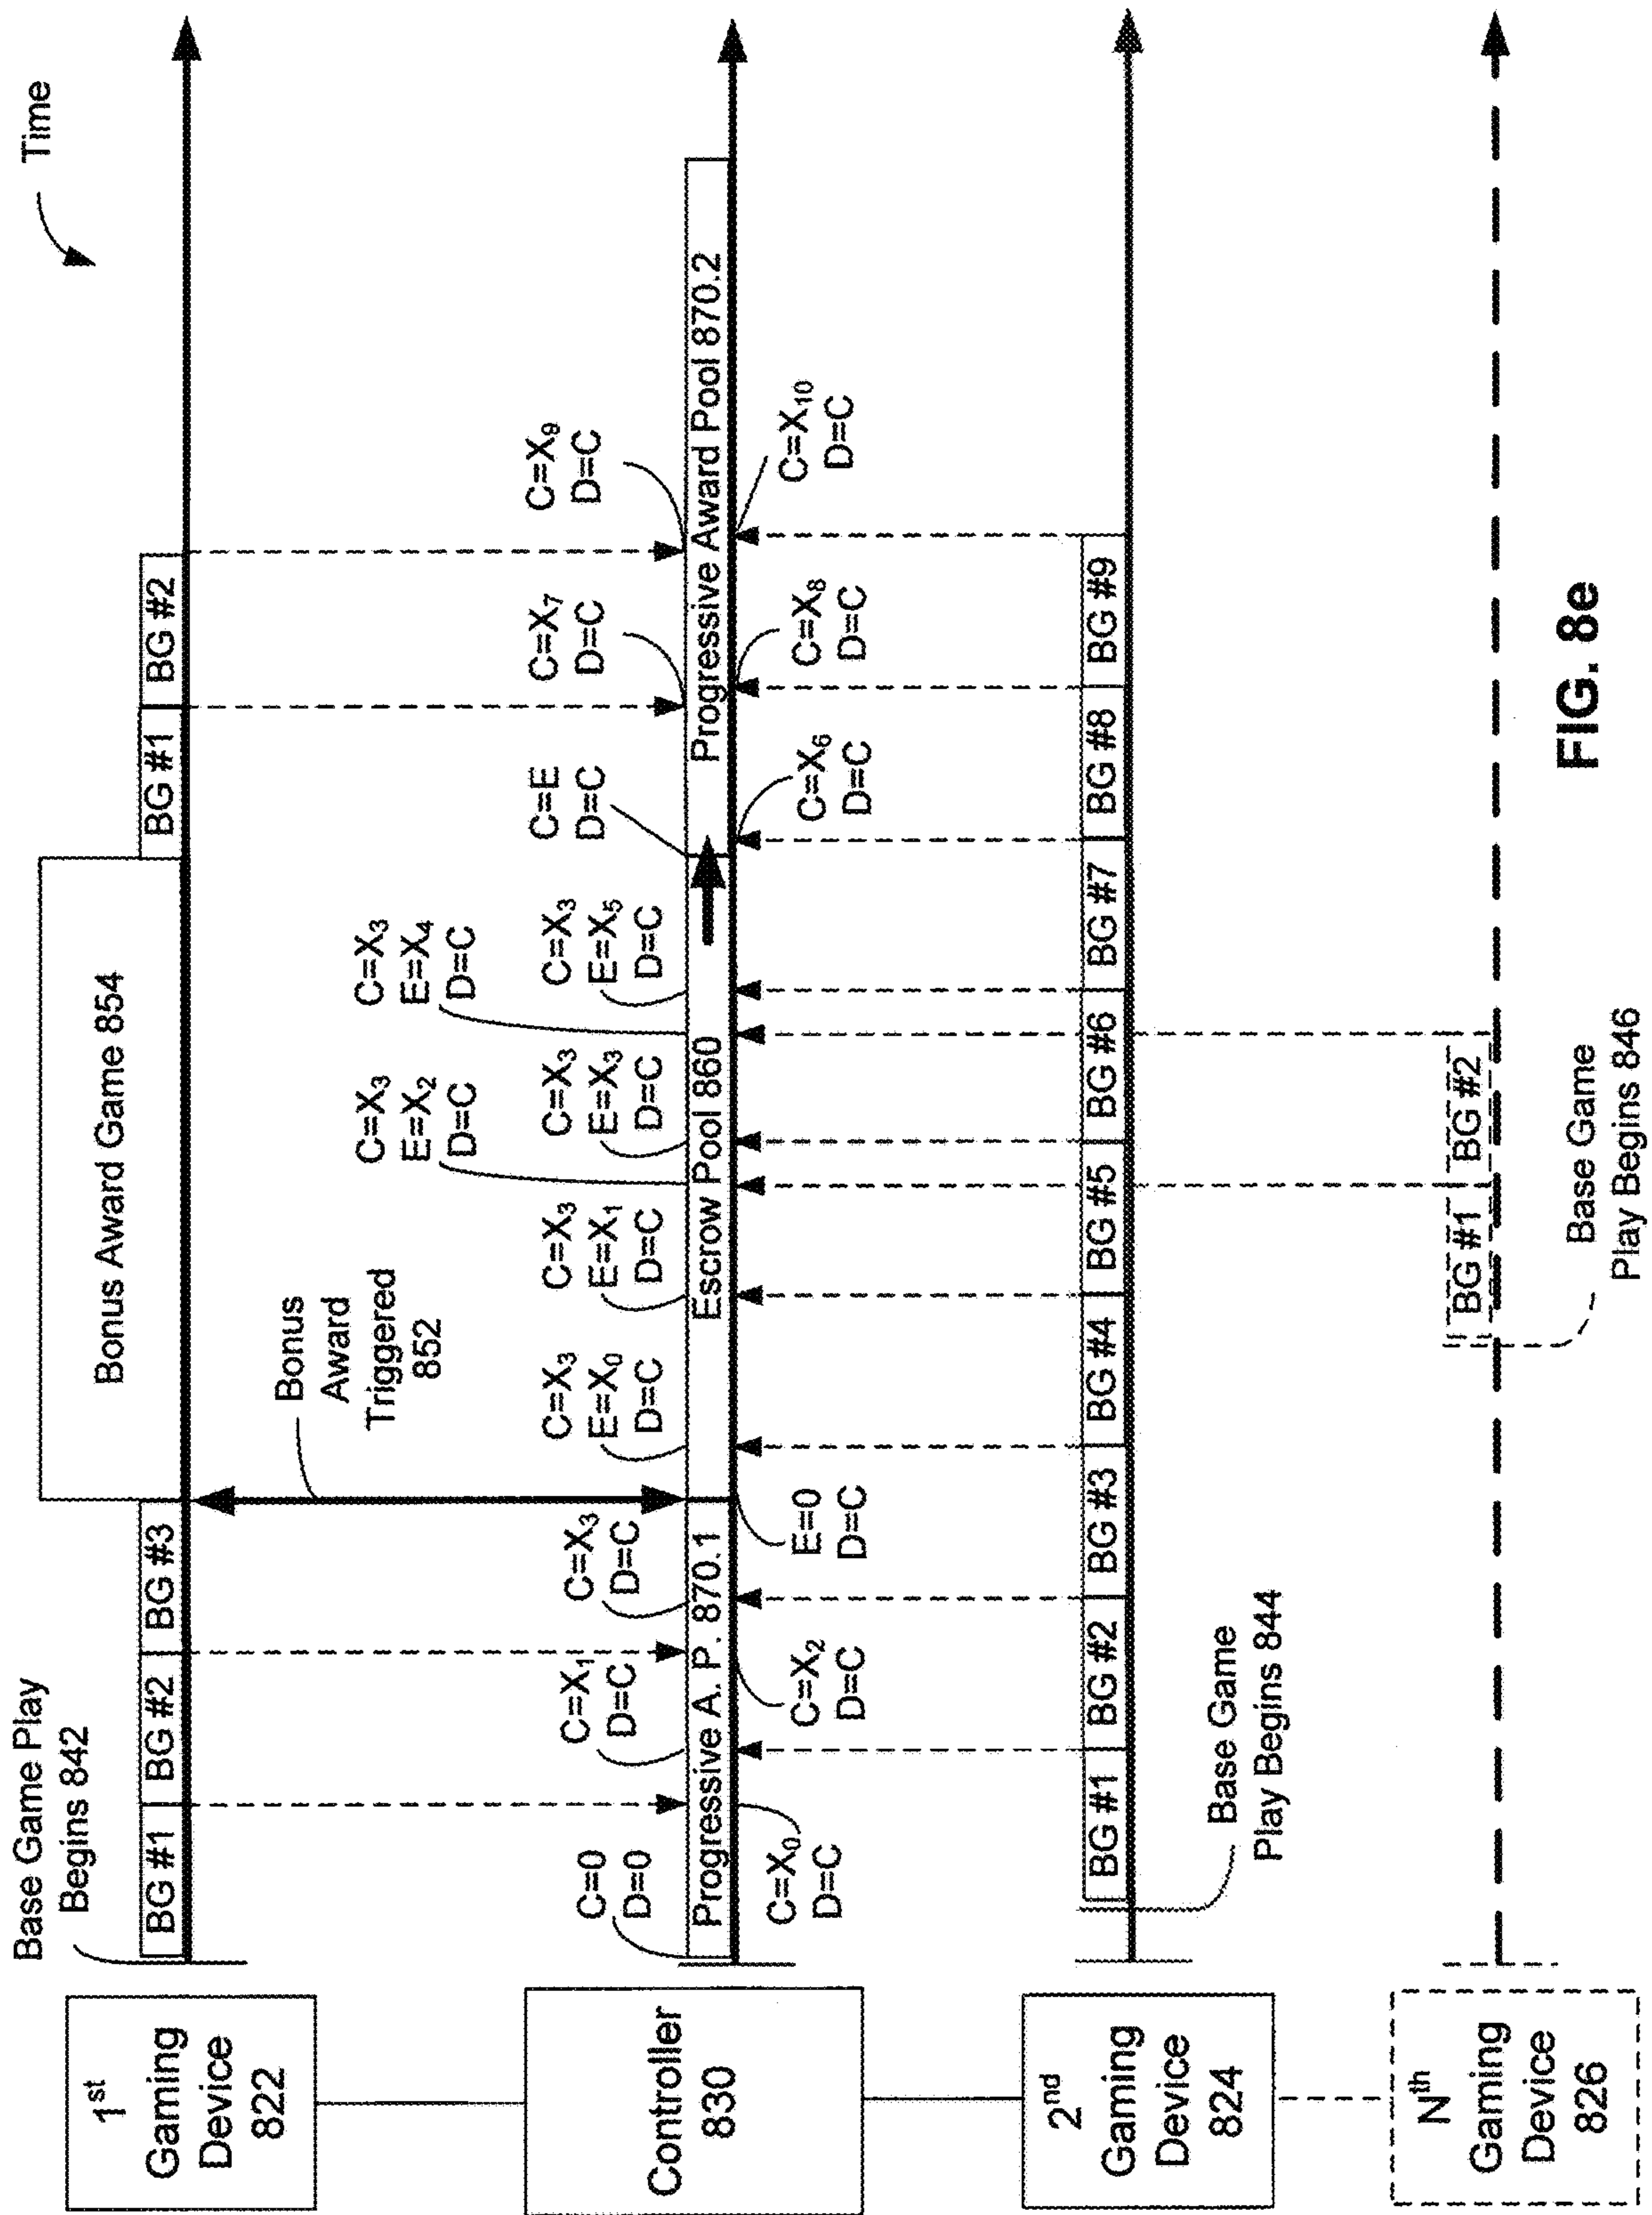 Time
Base Game Play
Begins 842
1st
Gaming
Device
822
BG #1
BG #2
BG #3
Bonus Award Game 854
BG #1
BG #2
Bonus
Award
Triggered
852
Controller
830
C=0
D=0
C=X1
D=C
C=X3
D=C
C=X3
E=X0
D=C
C=X3
E=X1
D=C
C=X3
E=X2
D=C
C=X3
E=X3
D=C
C=X3
E=X4
D=C
C=X3
E=X5
D=C
C=E
D=C
C=X7
D=C
C=X9
D=C
Progressive A. P. 870.1
Escrow Pool 860
Progressive Award Pool 870.2
C=X0
D=C
C=X2
D=C
E=0
D=C
C=X6
D=C
C=X8
D=C
C=X10
D=C
2nd
Gaming
Device
824
BG #1
BG #2
BG #3
BG #4
BG #5
BG #6
BG #7
BG #8
BG #9
Base Game
Play Begins 844
Nth
Gaming
Device
826
BG #1
BG #2
Base Game
Play Begins 846
FIG. 8e